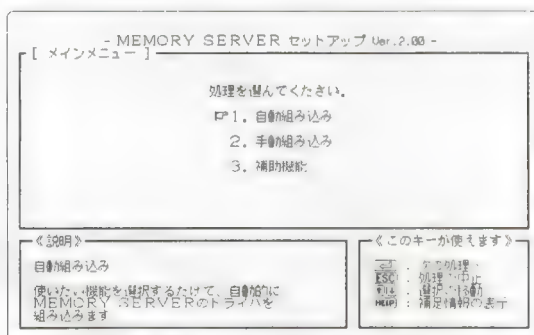 - MEMORY SERVER セットアップ Ver.2.00 -
[ メインメニュー ]
処理を選んでください。
1. 自動組み込み
2. 手動組み込み
3. 補助機能
《説明》
自動組み込み
使いたい機能を選択するだけで、自動的に
MEMORY SERVERのドライバを
組み込みます
《このキーが使えます》
ESC : 処理の中止
: 選択の移動
HELP : 補足情報の表示